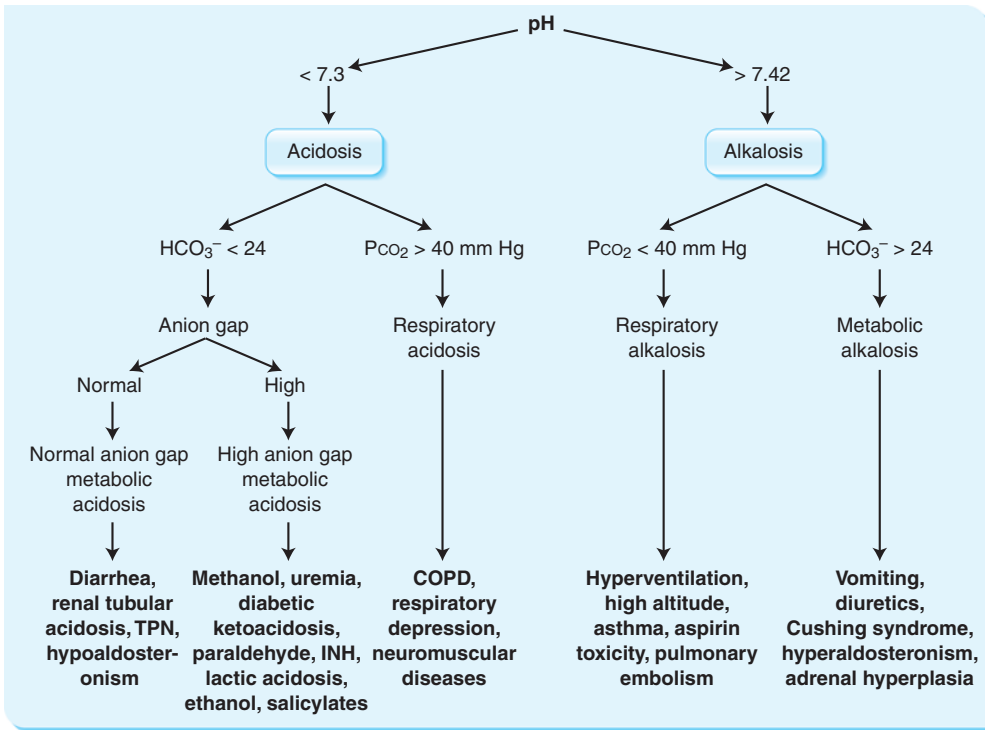 pH
< 7.3
> 7.42
Acidosis
Alkalosis
HCO₃⁻ < 24
PCO₂ > 40 mm Hg
PCO₂ < 40 mm Hg
HCO₃⁻ > 24
Anion gap
Respiratory
acidosis
Respiratory
alkalosis
Metabolic
alkalosis
Normal
High
Normal anion gap
metabolic
acidosis
High anion gap
metabolic
acidosis
Diarrhea,
renal tubular
acidosis, TPN,
hypoaldoster-
onism
Methanol, uremia,
diabetic
ketoacidosis,
paraldehyde, INH,
lactic acidosis,
ethanol, salicylates
COPD,
respiratory
depression,
neuromuscular
diseases
Hyperventilation,
high altitude,
asthma, aspirin
toxicity, pulmonary
embolism
Vomiting,
diuretics,
Cushing syndrome,
hyperaldosteronism,
adrenal hyperplasia